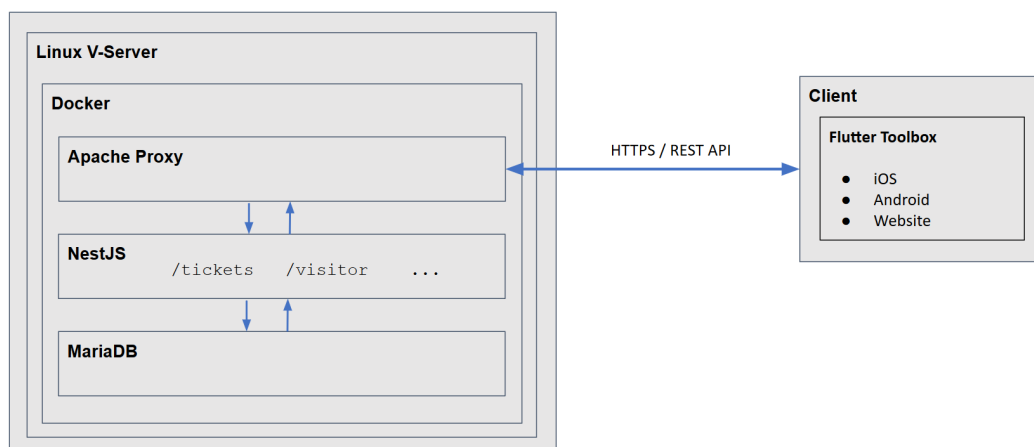 Linux V-Server
Docker
Apache Proxy
NestJS
/tickets /visitor ...
MariaDB
HTTPS / REST API
Client
Flutter Toolbox
● iOS
● Android
● Website